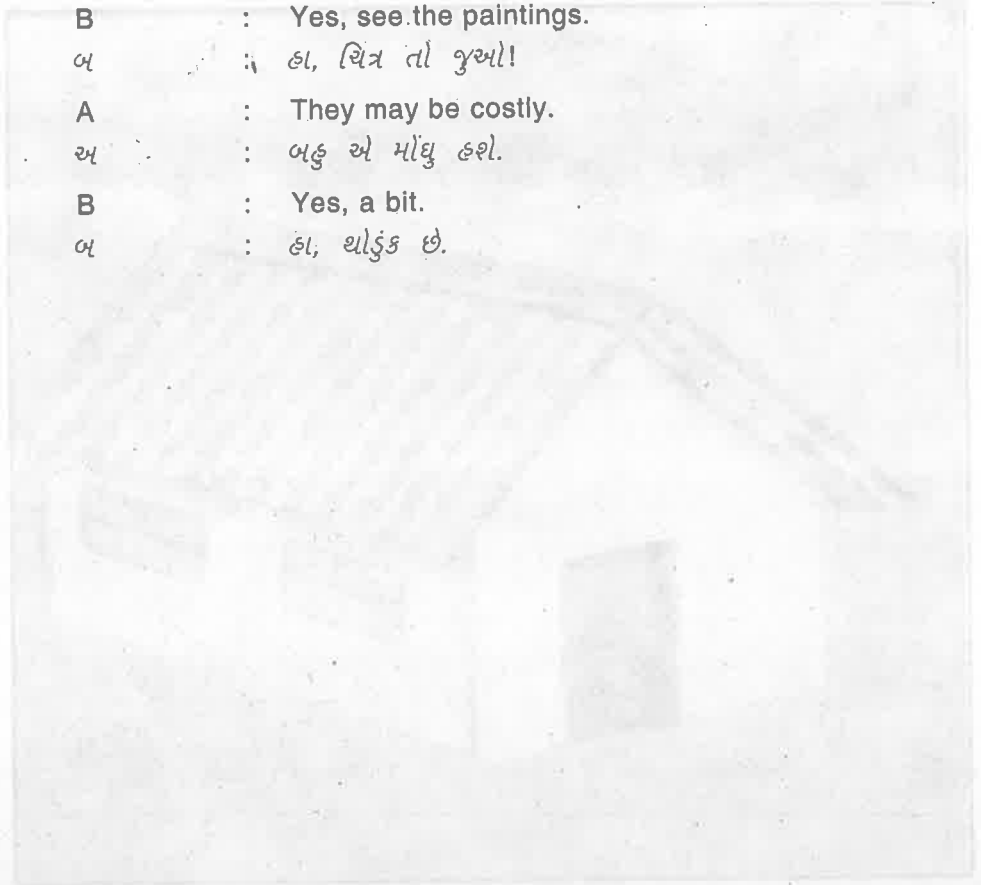 B : Yes, see the paintings.
બ : હા, ચિત્ર તો જુઓ!
A : They may be costly.
અ : બહુ એ મોંઘુ હશે.
B : Yes, a bit.
બ : હા, થોડુંક છે.